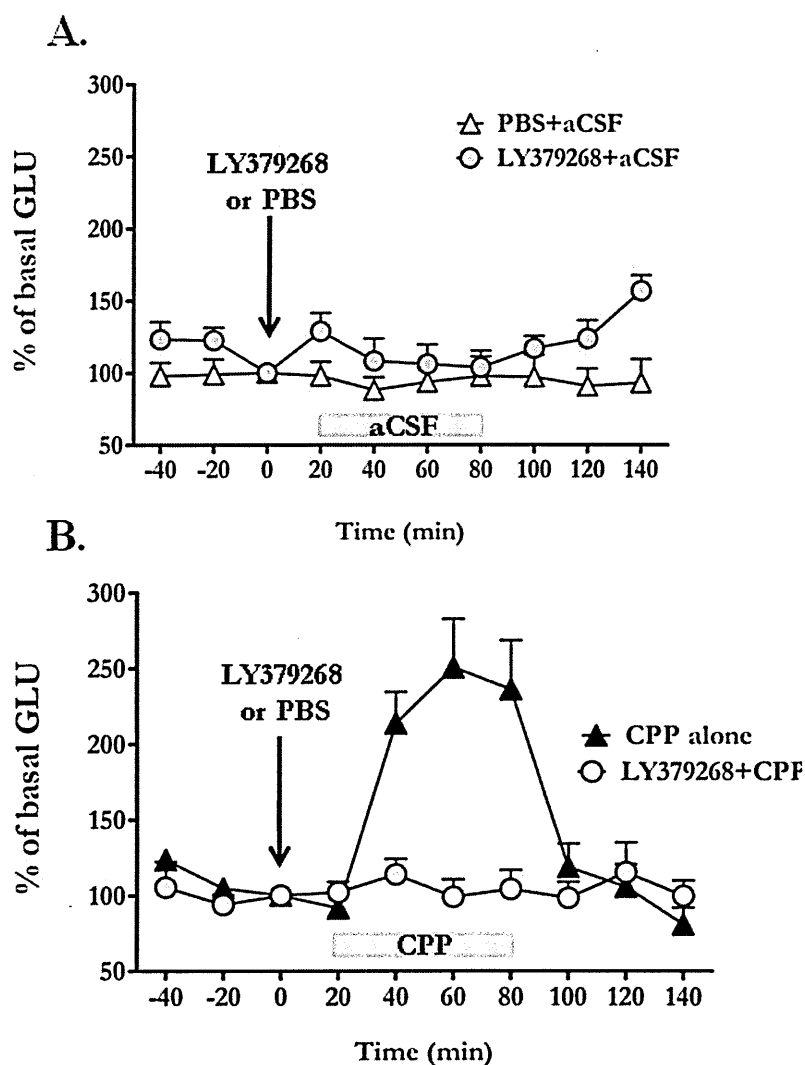 A.
300
250
200
150
100
50
% of basal GLU
PBS+aCSF
LY379268+aCSF
LY379268
or PBS
aCSF
-40 -20 0 20 40 60 80 100 120 140
Time (min)
B.
300
250
200
150
100
50
% of basal GLU
LY379268
or PBS
CPP alone
LY379268+CPP
CPP
-40 -20 0 20 40 60 80 100 120 140
Time (min)